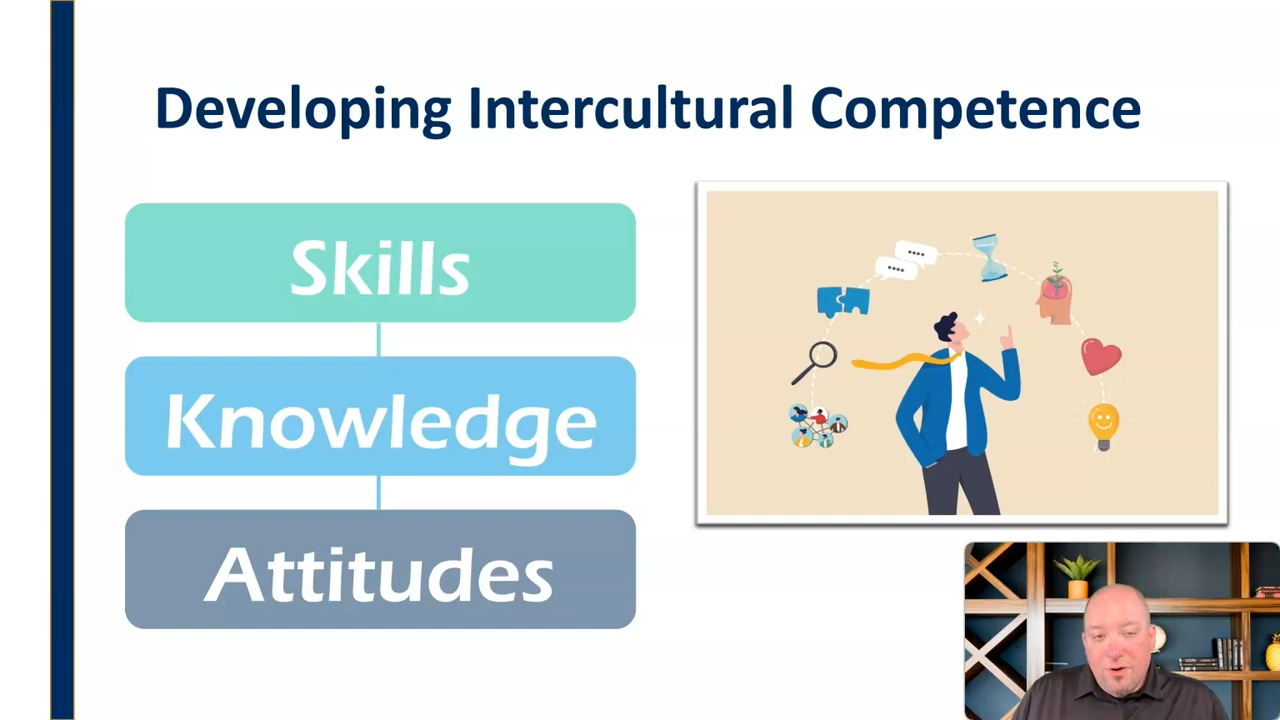 Developing Intercultural Competence
Skills
Knowledge
Attitudes